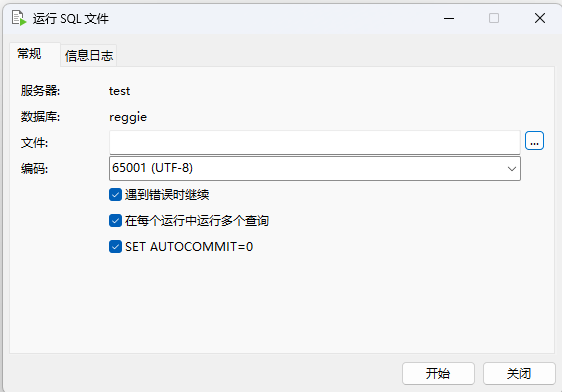 运行 SQL 文件
常规
信息日志
服务器: test
数据库: reggie
文件: ...
编码: 65001 (UTF-8)
遇到错误时继续
在每个运行中运行多个查询
SET AUTOCOMMIT=0
开始 关闭